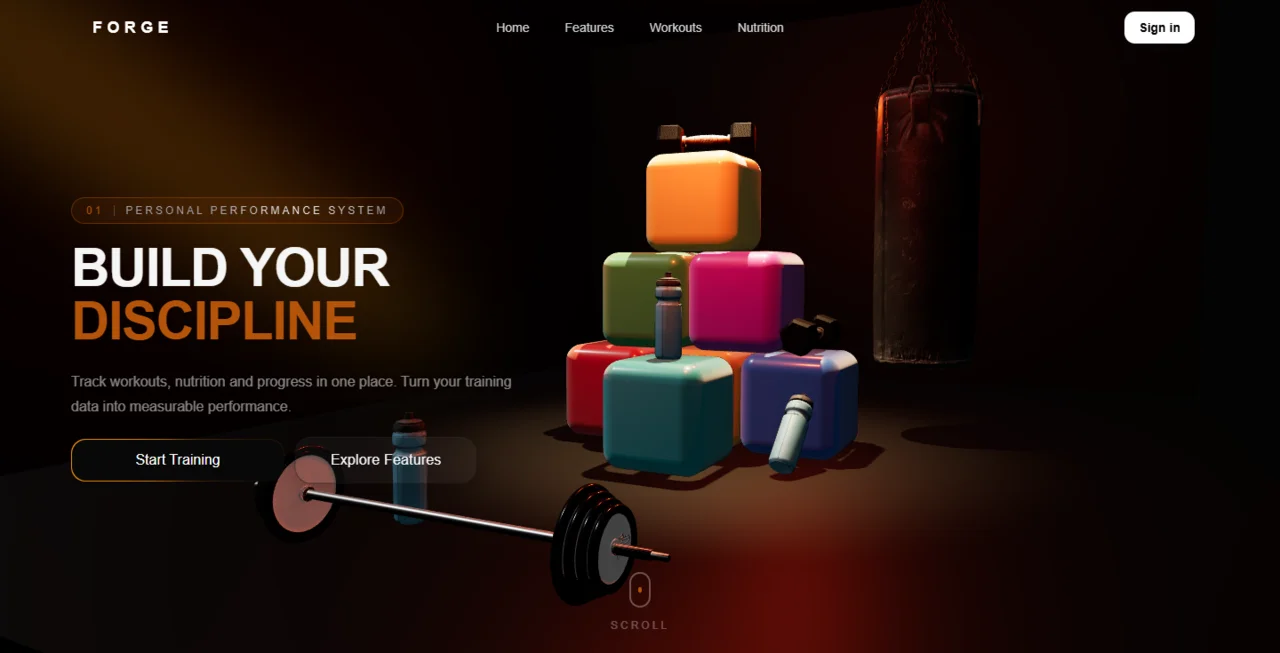 FORGE
Home
Features
Workouts
Nutrition
Sign in
01 | PERSONAL PERFORMANCE SYSTEM
BUILD YOUR
DISCIPLINE
Track workouts, nutrition and progress in one place. Turn your training
data into measurable performance.
Start Training
Explore Features
SCROLL